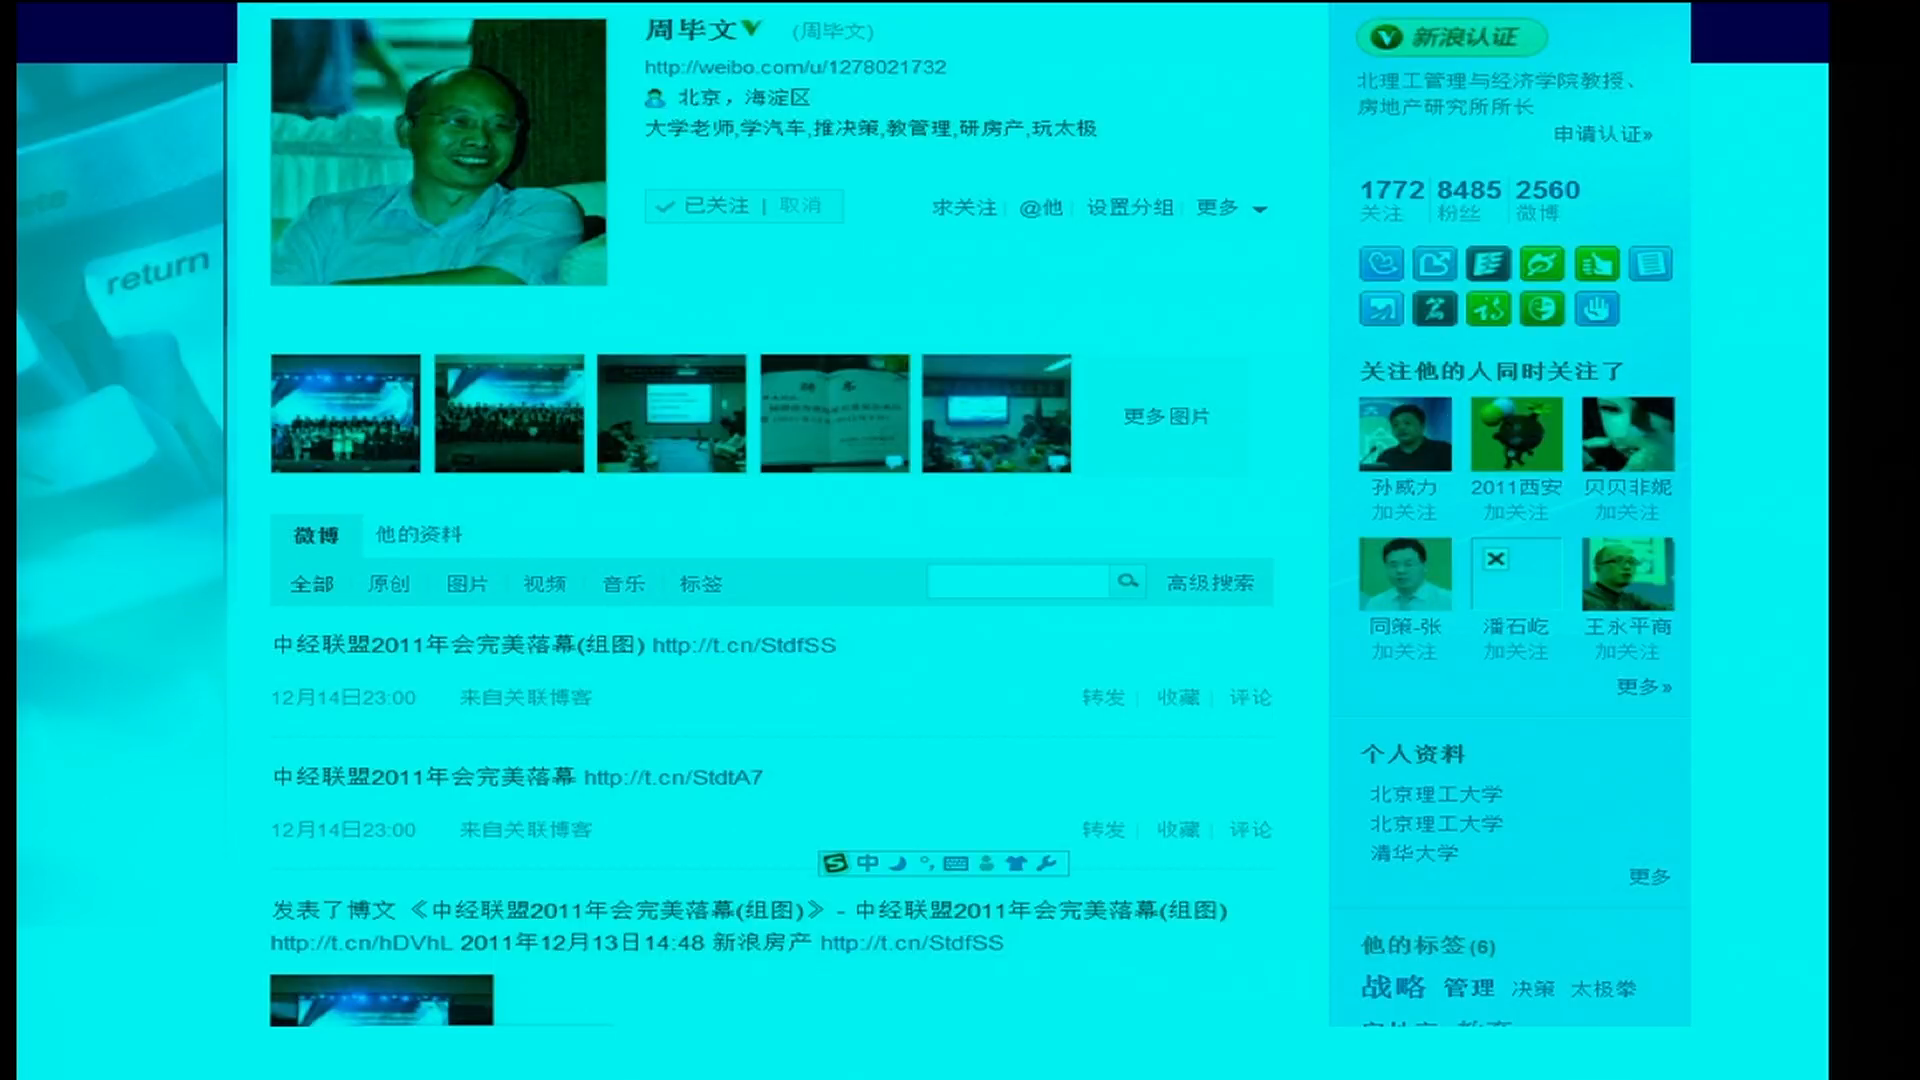 return
周毕文 (周毕文)
http://weibo.com/u/1278021732
北京，海淀区
大学老师,学汽车,推决策,教管理,研房产,玩太极
已关注 | 取消
求关注 @他 设置分组 更多
更多图片
微博 他的资料
全部 原创 图片 视频 音乐 标签 高级搜索
中经联盟2011年会完美落幕(组图) http://t.cn/StdfSS
12月14日23:00 来自关联博客 转发 收藏 评论
中经联盟2011年会完美落幕 http://t.cn/StdtA7
12月14日23:00 来自关联博客 转发 收藏 评论
中
发表了博文 《中经联盟2011年会完美落幕(组图)》 - 中经联盟2011年会完美落幕(组图)
http://t.cn/hDVhL 2011年12月13日14:48 新浪房产 http://t.cn/StdfSS
新浪认证
北理工管理与经济学院教授、
房地产研究所所长
申请认证»
1772 8485 2560
关注 粉丝 微博
关注他的人同时关注了
孙威力 2011西安 贝贝非妮
加关注 加关注 加关注
同策-张 潘石屹 王永平商
加关注 加关注 加关注
更多»
个人资料
北京理工大学
北京理工大学
清华大学
更多
他的标签(6)
战略 管理 决策 太极拳